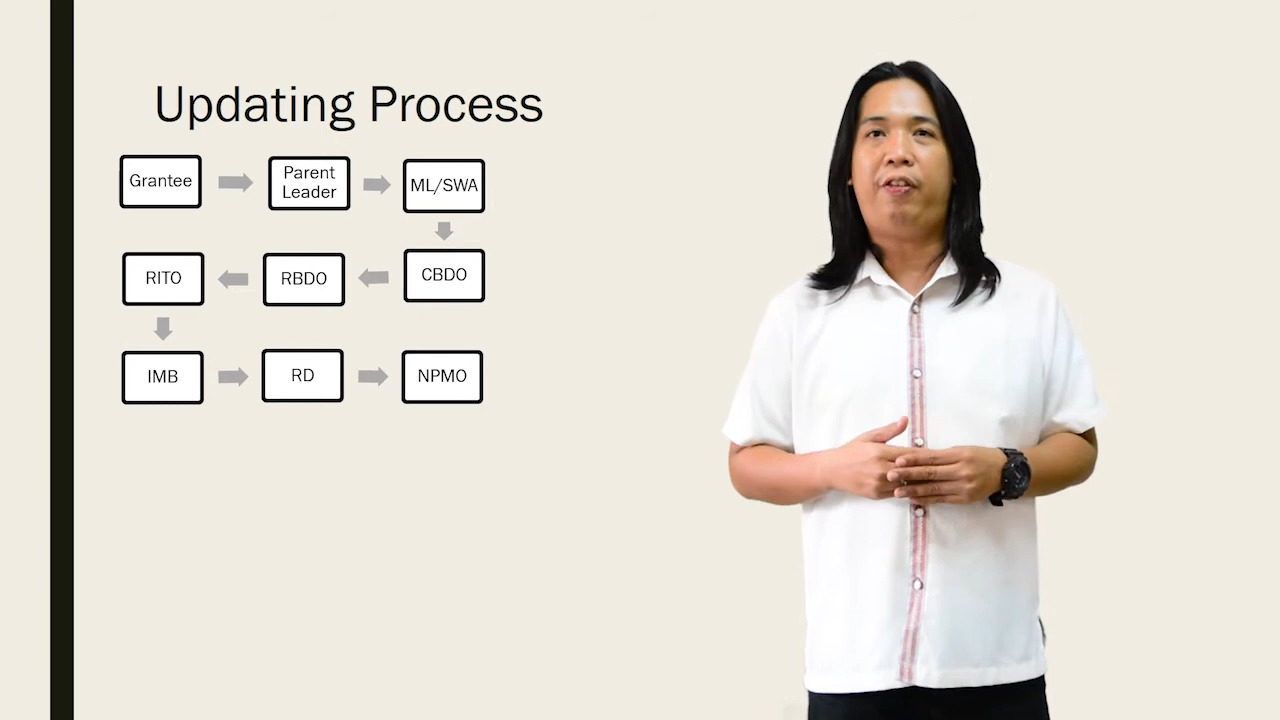 Updating Process
Grantee
Parent
Leader
ML/SWA
CBDO
RBDO
RITO
IMB
RD
NPMO